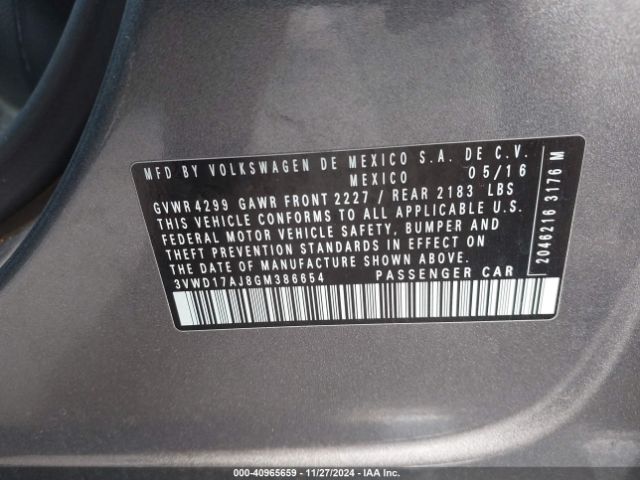 MFD BY VOLKSWAGEN DE MEXICO S.A. DE C.V.
MEXICO 05/16
GVWR 4299 GAWR FRONT 2227 / REAR 2183 LBS
THIS VEHICLE CONFORMS TO ALL APPLICABLE U.S.
FEDERAL MOTOR VEHICLE SAFETY, BUMPER AND
THEFT PREVENTION STANDARDS IN EFFECT ON
THE DATE OF MANUFACTURE SHOWN ABOVE.
3VWD17AJ8GM386654 PASSENGER CAR
2046216 3176 M
000-40965659 - 11/27/2024 - IAA Inc.